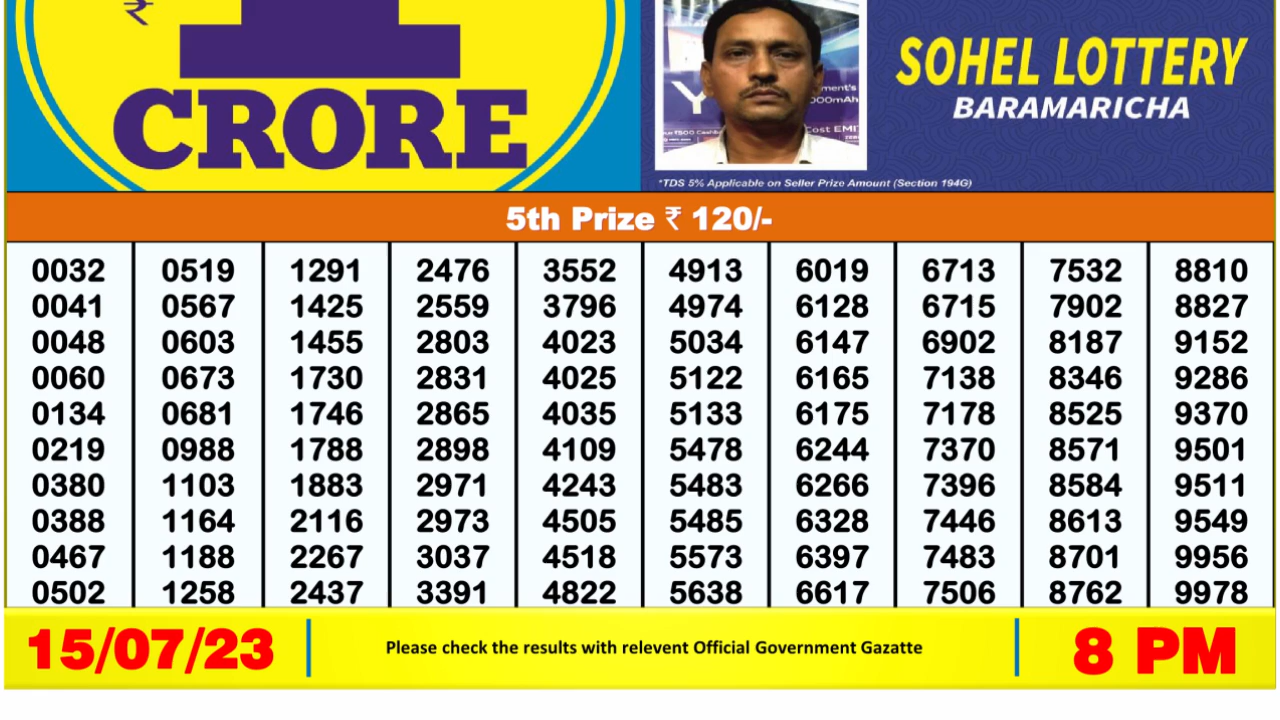 ₹ 1
CRORE
SOHEL LOTTERY
BARAMARICHA
*TDS 5% Applicable on Seller Prize Amount (Section 194G)
5th Prize ₹ 120/-
0032 0519 1291 2476 3552 4913 6019 6713 7532 8810
0041 0567 1425 2559 3796 4974 6128 6715 7902 8827
0048 0603 1455 2803 4023 5034 6147 6902 8187 9152
0060 0673 1730 2831 4025 5122 6165 7138 8346 9286
0134 0681 1746 2865 4035 5133 6175 7178 8525 9370
0219 0988 1788 2898 4109 5478 6244 7370 8571 9501
0380 1103 1883 2971 4243 5483 6266 7396 8584 9511
0388 1164 2116 2973 4505 5485 6328 7446 8613 9549
0467 1188 2267 3037 4518 5573 6397 7483 8701 9956
0502 1258 2437 3391 4822 5638 6617 7506 8762 9978
15/07/23
Please check the results with relevent Official Government Gazatte
8 PM